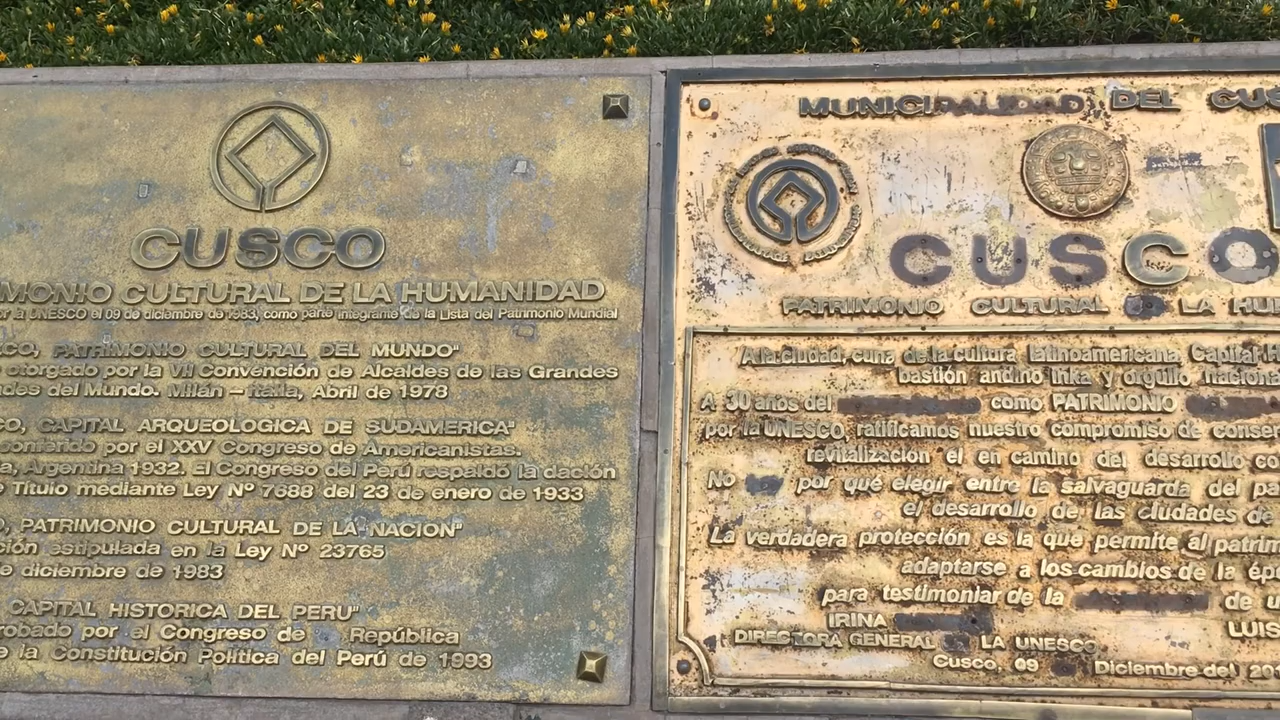 CUSCO
MONIO CULTURAL DE LA HUMANIDAD
por la UNESCO el 09 de diciembre de 1983, como parte integrante de la Lista del Patrimonio Mundial
CO, PATRIMONIO CULTURAL DEL MUNDO"
otorgado por la VII Convención de Alcaldes de las Grandes
des del Mundo. Milán – Italia, Abril de 1978
CO, CAPITAL ARQUEOLOGICA DE SUDAMERICA"
por el XXV Congreso de Americanistas.
a, Argentina 1932. El Congreso del Perú respaldó la dación
e Título mediante Ley Nº 7688 del 23 de enero de 1933
O, PATRIMONIO CULTURAL DE LA NACION"
ción estipulada en la Ley Nº 23765
e diciembre de 1983
CAPITAL HISTORICA DEL PERU"
robado por el Congreso de República
e la Constitución Política del Perú de 1993
MUNICIPALIDAD DEL CUS
CUSCO
PATRIMONIO CULTURAL LA HU
A la ciudad, cuna de la cultura latinoamericana, Capital H
bastión andino Inka y orgullo naciona
A 30 años del como PATRIMONIO
por la UNESCO, ratificamos nuestro compromiso de conser
revitalización el en camino del desarrollo co
No por qué elegir entre la salvaguarda del pa
el desarrollo de las ciudades de
La verdadera protección es la que permite al patrim
adaptarse a los cambios de la épo
para testimoniar de la de u
IRINA LUIS
DIRECTORA GENERAL LA UNESCO
Cusco, 09 Diciembre del 20